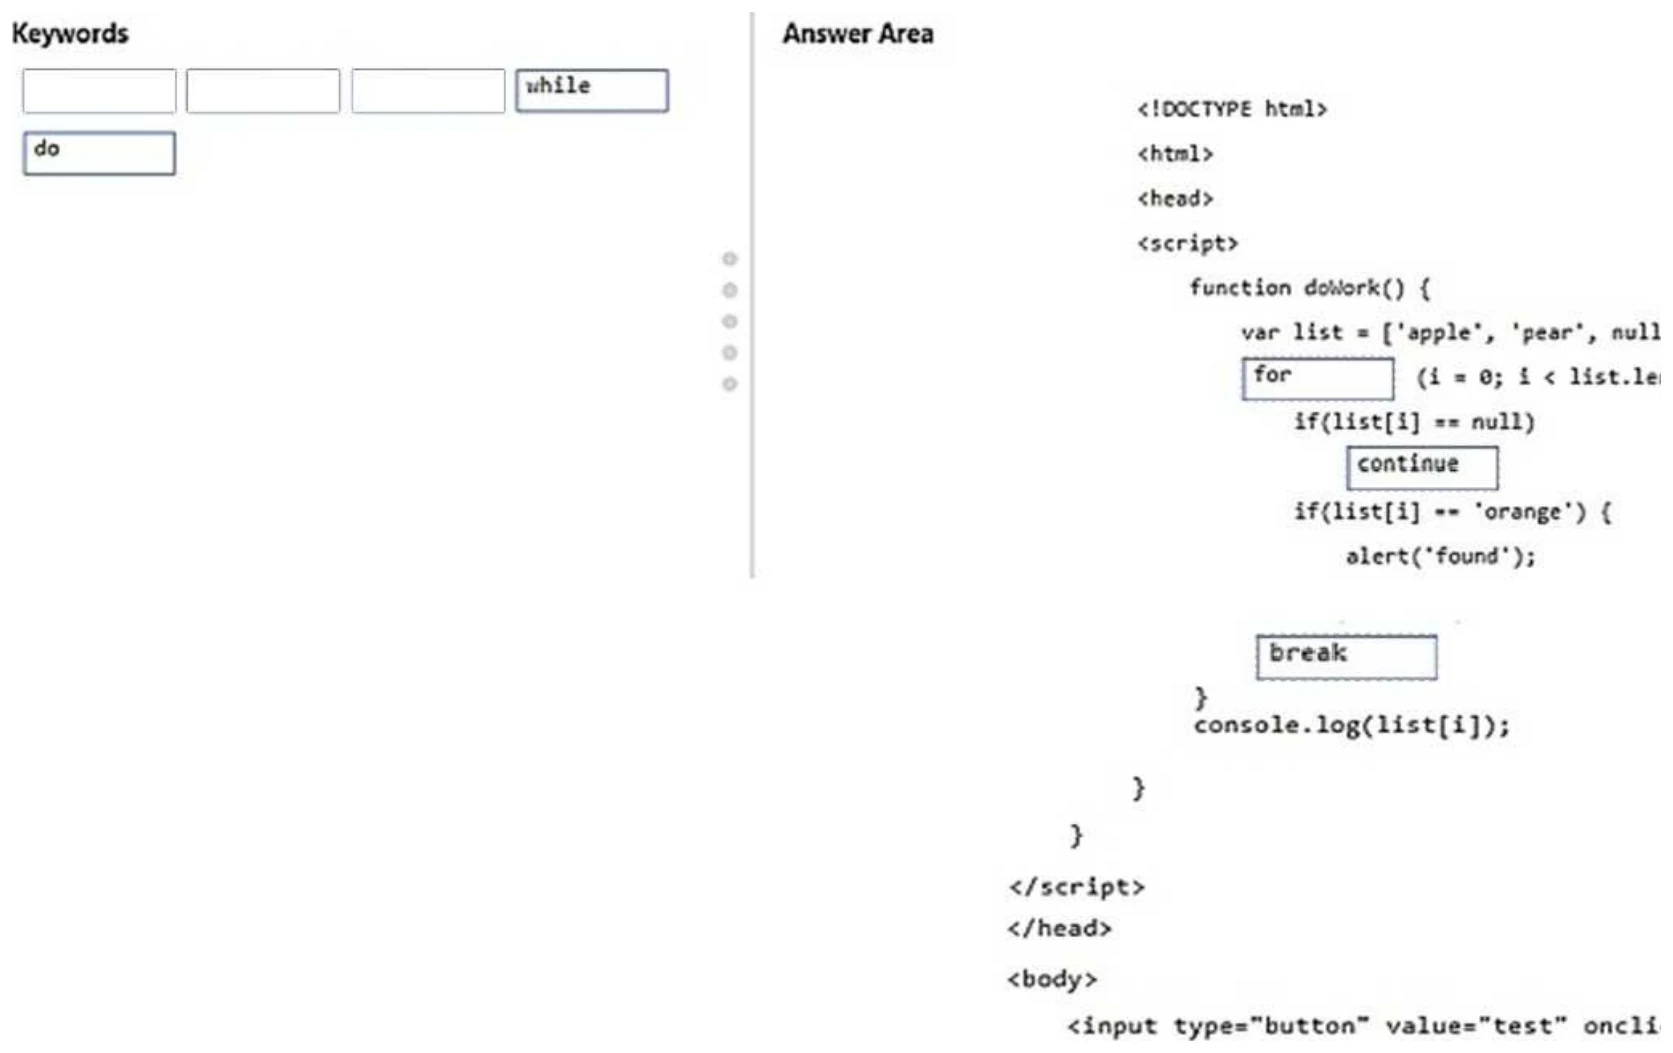 Keywords
while
do
Answer Area
<!DOCTYPE html>
<html>
<head>
<script>
function doWork() {
var list = ['apple', 'pear', null
for (i = 0; i < list.le
if(list[i] == null)
continue
if(list[i] == 'orange') {
alert('found');
break
}
console.log(list[i]);
}
}
</script>
</head>
<body>
<input type="button" value="test" oncli